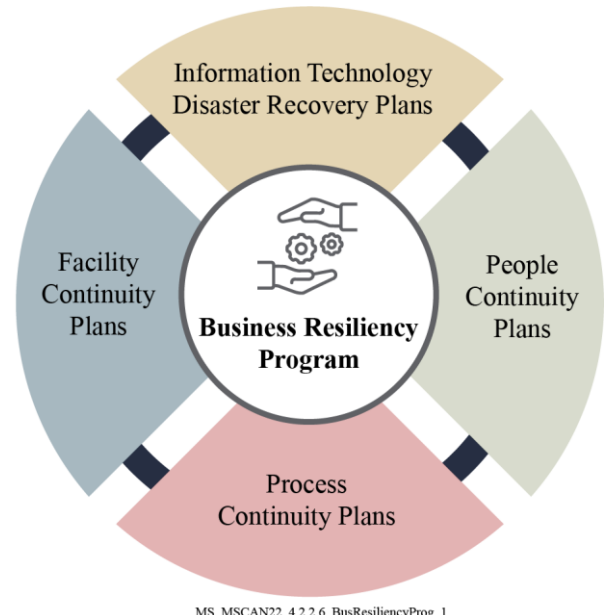 Information Technology
Disaster Recovery Plans
Facility
Continuity
Plans
Business Resiliency
Program
People
Continuity
Plans
Process
Continuity Plans
MS_MSCAN22_4.2.2.6_BusResiliencyProg_1